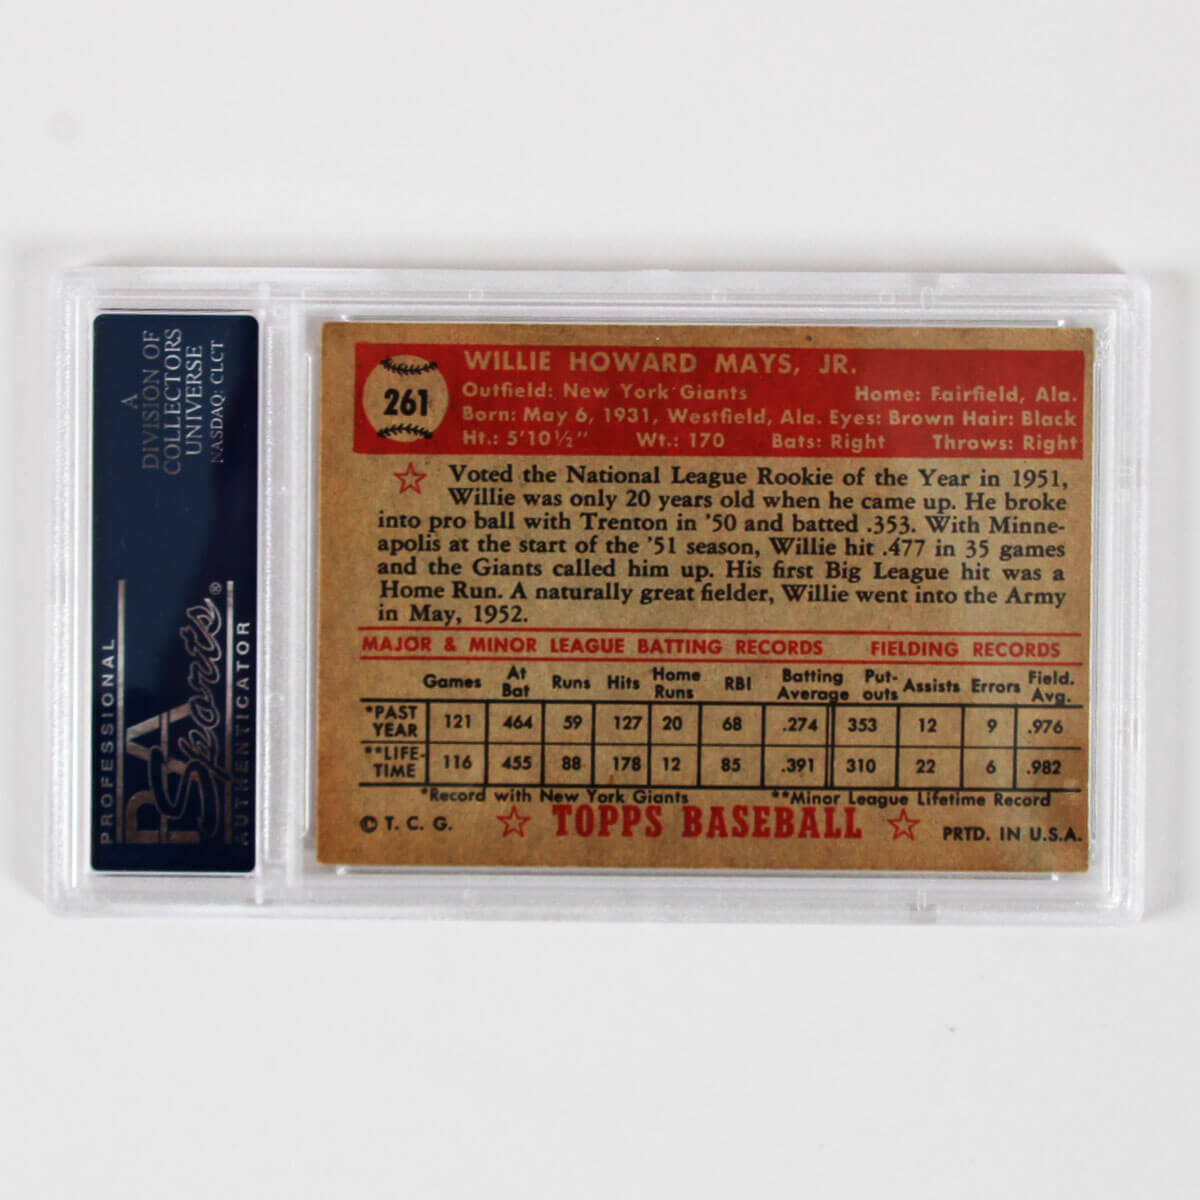 A
DIVISION OF
COLLECTORS
UNIVERSE
NASDAQ: CLCT
PROFESSIONAL
PSA
Sports®
AUTHENTICATOR
261
WILLIE HOWARD MAYS, JR.
Outfield: New York Giants Home: Fairfield, Ala.
Born: May 6, 1931, Westfield, Ala. Eyes: Brown Hair: Black
Ht.: 5'10½" Wt.: 170 Bats: Right Throws: Right
Voted the National League Rookie of the Year in 1951,
Willie was only 20 years old when he came up. He broke
into pro ball with Trenton in '50 and batted .353. With Minne-
apolis at the start of the '51 season, Willie hit .477 in 35 games
and the Giants called him up. His first Big League hit was a
Home Run. A naturally great fielder, Willie went into the Army
in May, 1952.
MAJOR & MINOR LEAGUE BATTING RECORDS FIELDING RECORDS
Games At Bat Runs Hits Home Runs RBI Batting Average Put-outs Assists Errors Field. Avg.
*PAST YEAR 121 464 59 127 20 68 .274 353 12 9 .976
**LIFE-TIME 116 455 88 178 12 85 .391 310 22 6 .982
*Record with New York Giants **Minor League Lifetime Record
© T. C. G. TOPPS BASEBALL PRTD. IN U.S.A.